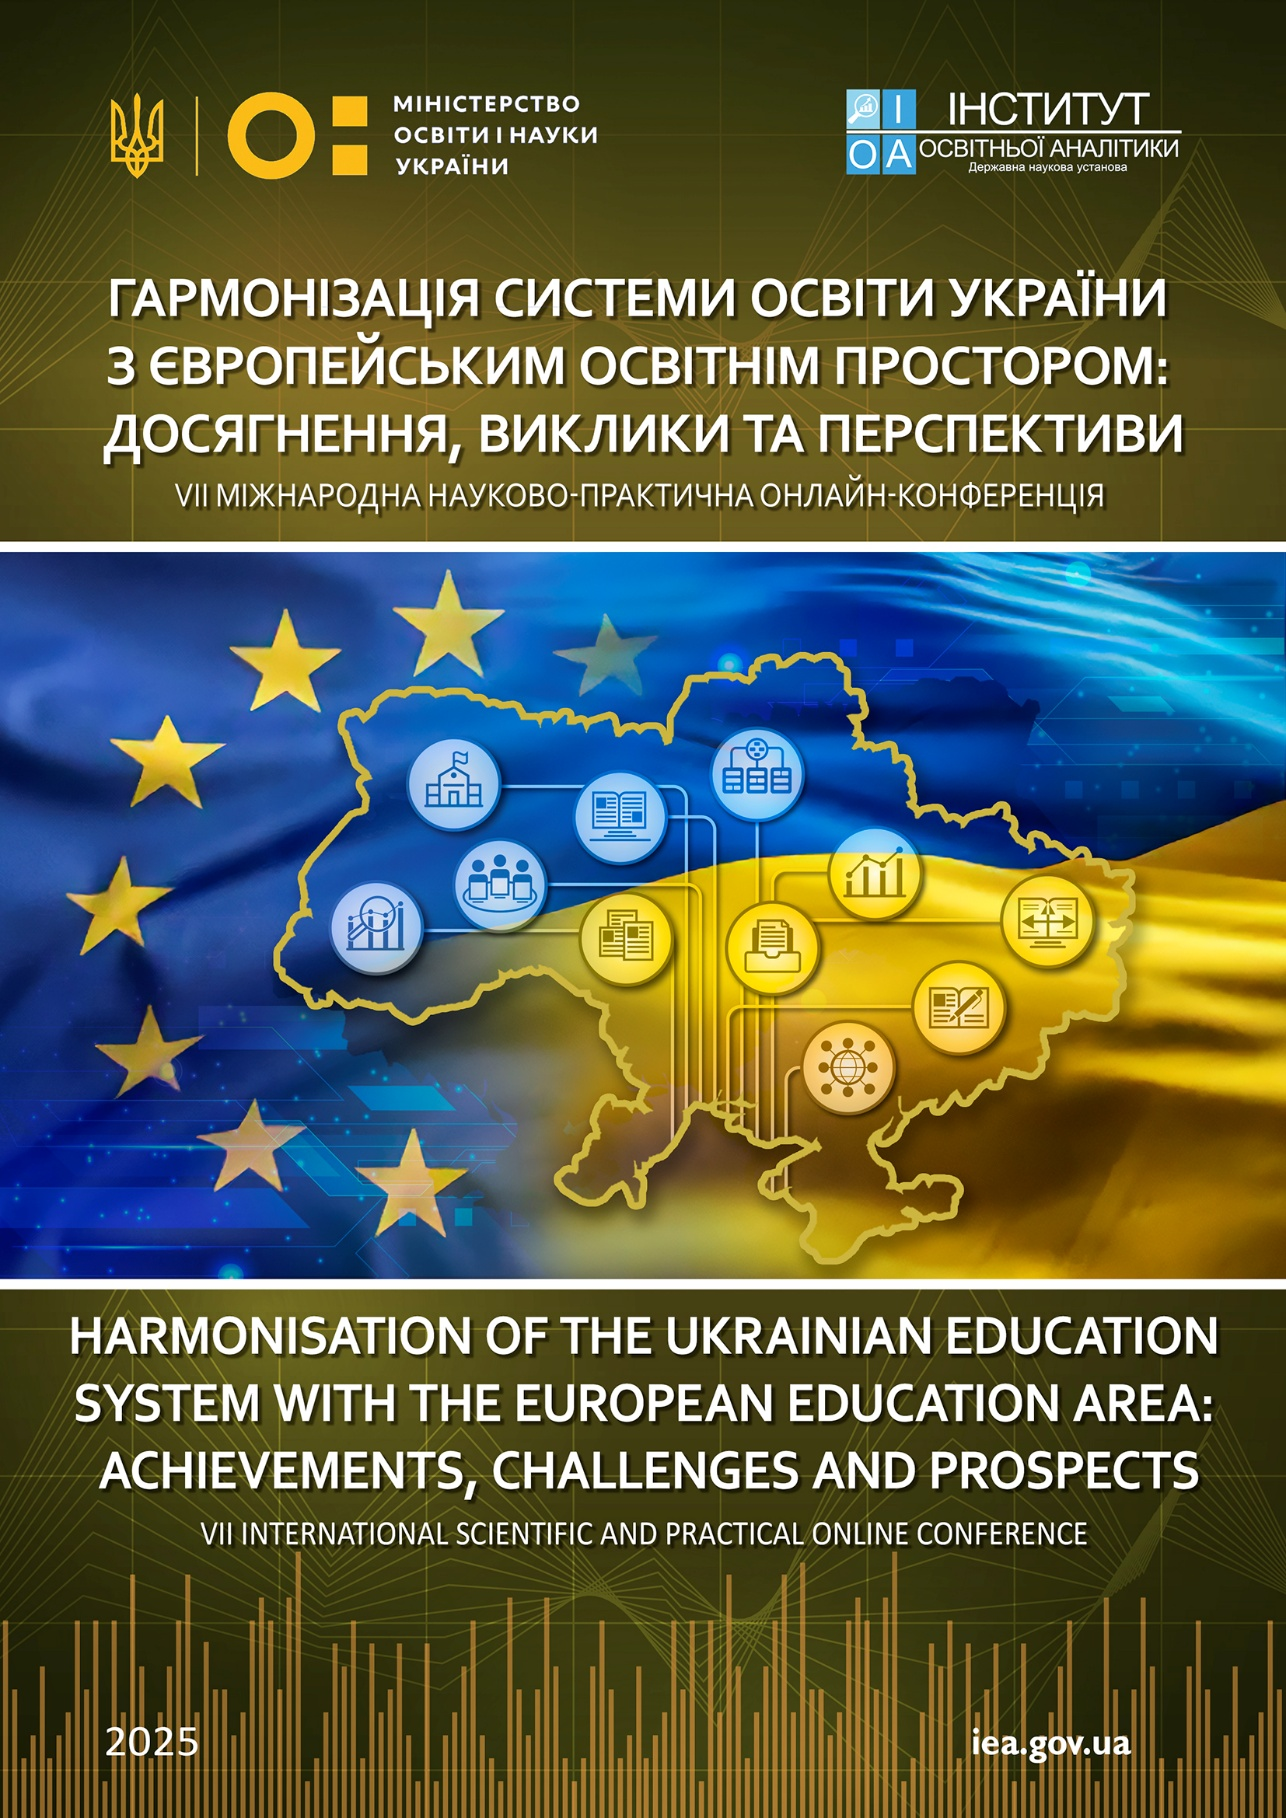 МІНІСТЕРСТВО
ОСВІТИ І НАУКИ
УКРАЇНИ
І
ОА
ІНСТИТУТ
ОСВІТНЬОЇ АНАЛІТИКИ
Державна наукова установа
ГАРМОНІЗАЦІЯ СИСТЕМИ ОСВІТИ УКРАЇНИ
З ЄВРОПЕЙСЬКИМ ОСВІТНІМ ПРОСТОРОМ:
ДОСЯГНЕННЯ, ВИКЛИКИ ТА ПЕРСПЕКТИВИ
VII МІЖНАРОДНА НАУКОВО-ПРАКТИЧНА ОНЛАЙН-КОНФЕРЕНЦІЯ
HARMONISATION OF THE UKRAINIAN EDUCATION
SYSTEM WITH THE EUROPEAN EDUCATION AREA:
ACHIEVEMENTS, CHALLENGES AND PROSPECTS
VII INTERNATIONAL SCIENTIFIC AND PRACTICAL ONLINE CONFERENCE
2025
iea.gov.ua